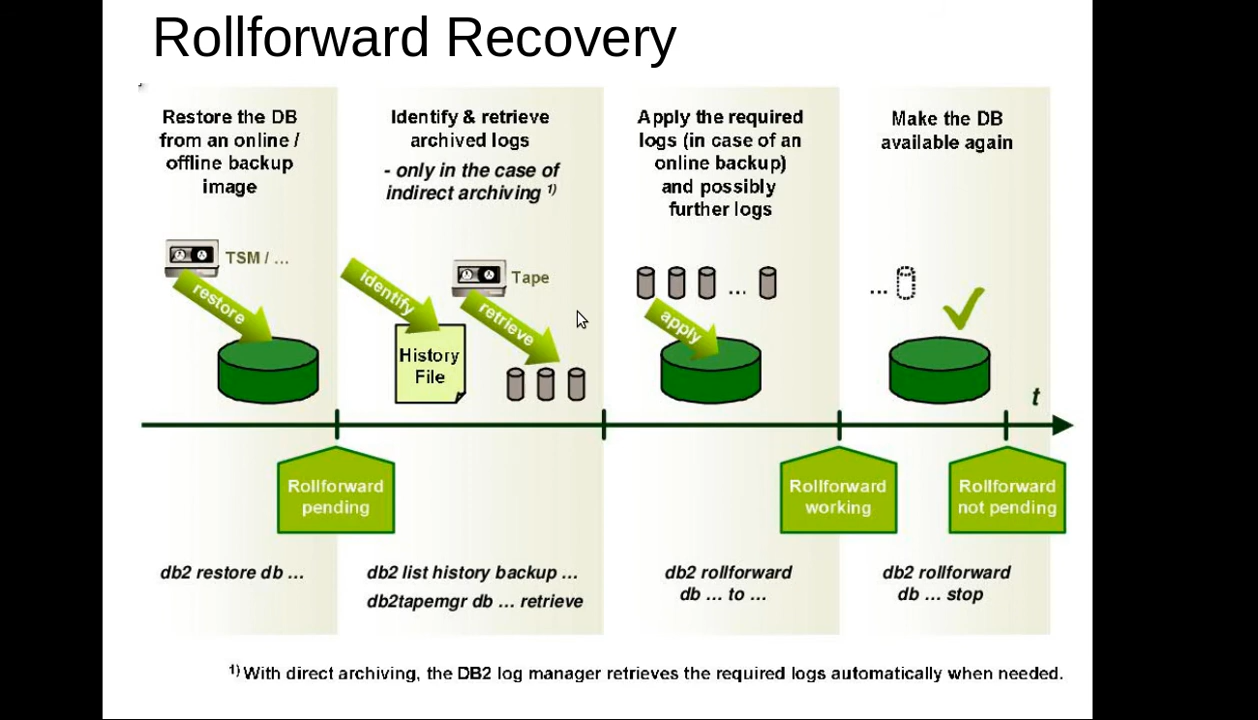 Rollforward Recovery
Restore the DB
from an online /
offline backup
image
Identify & retrieve
archived logs
- only in the case of
indirect archiving 1)
Apply the required
logs (in case of an
online backup)
and possibly
further logs
Make the DB
available again
TSM / ...
restore
identify
Tape
retrieve
History
File
...
apply
...
t
Rollforward
pending
Rollforward
working
Rollforward
not pending
db2 restore db ...
db2 list history backup ...
db2tapemgr db ... retrieve
db2 rollforward
db ... to ...
db2 rollforward
db ... stop
1) With direct archiving, the DB2 log manager retrieves the required logs automatically when needed.